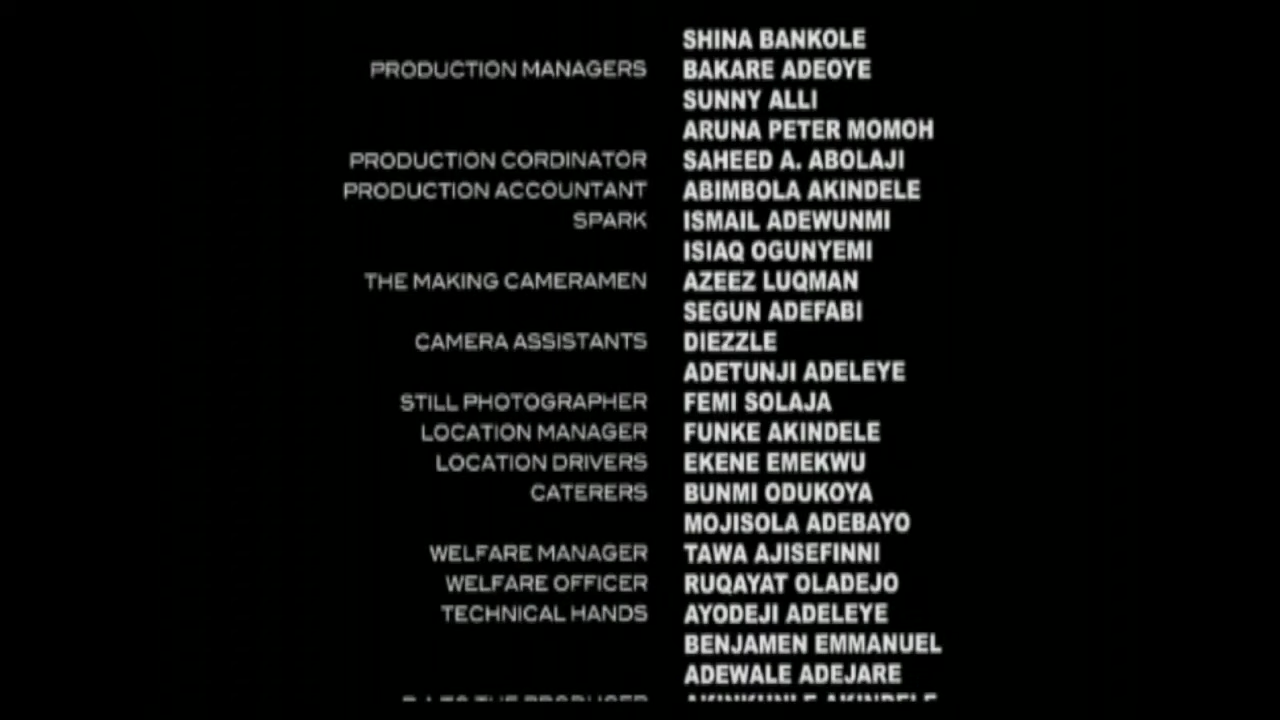 SHINA BANKOLE
PRODUCTION MANAGERS BAKARE ADEOYE
SUNNY ALLI
ARUNA PETER MOMOH
PRODUCTION CORDINATOR SAHEED A. ABOLAJI
PRODUCTION ACCOUNTANT ABIMBOLA AKINDELE
SPARK ISMAIL ADEWUNMI
ISIAQ OGUNYEMI
THE MAKING CAMERAMEN AZEEZ LUQMAN
SEGUN ADEFABI
CAMERA ASSISTANTS DIEZZLE
ADETUNJI ADELEYE
STILL PHOTOGRAPHER FEMI SOLAJA
LOCATION MANAGER FUNKE AKINDELE
LOCATION DRIVERS EKENE EMEKWU
CATERERS BUNMI ODUKOYA
MOJISOLA ADEBAYO
WELFARE MANAGER TAWA AJISEFINNI
WELFARE OFFICER RUQAYAT OLADEJO
TECHNICAL HANDS AYODEJI ADELEYE
BENJAMEN EMMANUEL
ADEWALE ADEJARE